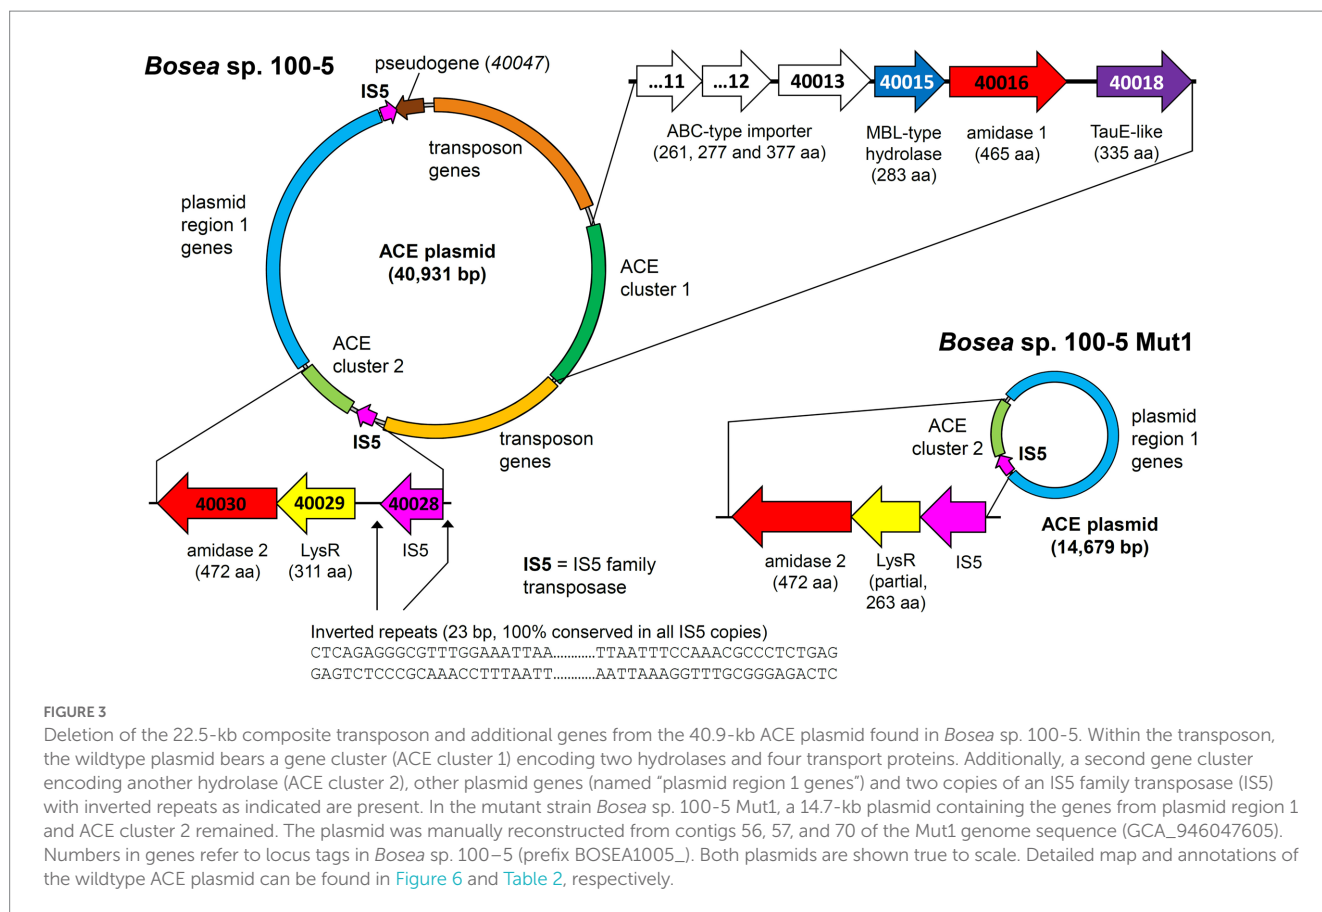 Bosea sp. 100-5
pseudogene (40047)
IS5
transposon
genes
plasmid
region 1
genes
ACE plasmid
(40,931 bp)
ACE
cluster 1
ACE
cluster 2
IS5
transposon
genes
...11
...12
40013
40015
40016
40018
ABC-type importer
(261, 277 and 377 aa)
MBL-type
hydrolase
(283 aa)
amidase 1
(465 aa)
TauE-like
(335 aa)
40030
40029
40028
amidase 2
(472 aa)
LysR
(311 aa)
IS5
IS5 = IS5 family
transposase
Inverted repeats (23 bp, 100% conserved in all IS5 copies)
CTCAGAGGGCGTTTGGAAATTAA...........TTAATTTCCAAACGCCCTCTGAG
GAGTCTCCCGCAAACCTTTAATT...........AATTAAAGGTTTGCGGGAGACTC
Bosea sp. 100-5 Mut1
ACE
cluster 2
IS5
plasmid
region 1
genes
ACE plasmid
(14,679 bp)
amidase 2
(472 aa)
LysR
(partial,
263 aa)
IS5
FIGURE 3
Deletion of the 22.5-kb composite transposon and additional genes from the 40.9-kb ACE plasmid found in Bosea sp. 100-5. Within the transposon,
the wildtype plasmid bears a gene cluster (ACE cluster 1) encoding two hydrolases and four transport proteins. Additionally, a second gene cluster
encoding another hydrolase (ACE cluster 2), other plasmid genes (named “plasmid region 1 genes”) and two copies of an IS5 family transposase (IS5)
with inverted repeats as indicated are present. In the mutant strain Bosea sp. 100-5 Mut1, a 14.7-kb plasmid containing the genes from plasmid region 1
and ACE cluster 2 remained. The plasmid was manually reconstructed from contigs 56, 57, and 70 of the Mut1 genome sequence (GCA_946047605).
Numbers in genes refer to locus tags in Bosea sp. 100–5 (prefix BOSEA1005_). Both plasmids are shown true to scale. Detailed map and annotations of
the wildtype ACE plasmid can be found in Figure 6 and Table 2, respectively.